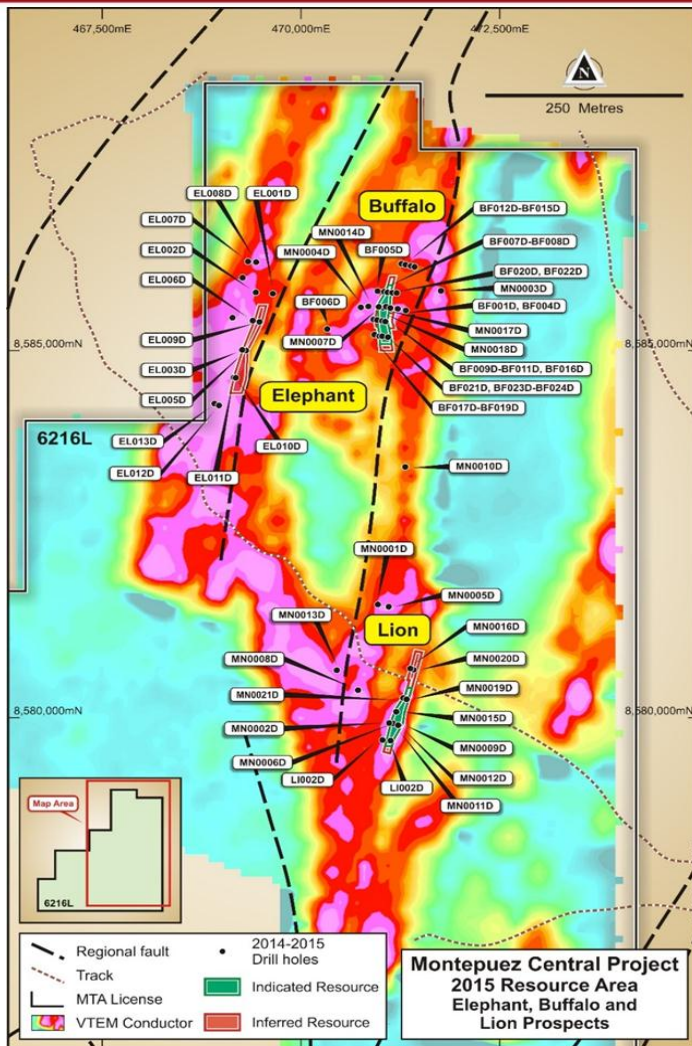 467,500mE
470,000mE
472,500mE
N
250 Metres
EL008D
EL001D
Buffalo
BF012D-BF015D
EL007D
MN0014D
BF005D
BF007D-BF008D
EL002D
MN0004D
BF020D, BF022D
EL006D
BF006D
MN0003D
BF001D, BF004D
EL009D
MN0007D
MN0017D
8,585,000mN
8,585,000mN
MN0018D
EL003D
BF009D-BF011D, BF016D
EL005D
Elephant
BF021D, BF023D-BF024D
BF017D-BF019D
6216L
EL013D
EL010D
EL012D
EL011D
MN0010D
MN0001D
MN0005D
MN0013D
Lion
MN0016D
MN0008D
MN0020D
MN0021D
MN0019D
8,580,000mN
8,580,000mN
MN0002D
MN0015D
MN0006D
MN0009D
LI002D
LI002D
MN0012D
MN0011D
Map Area
6216L
Regional fault
Track
MTA License
VTEM Conductor
2014-2015
Drill holes
Indicated Resource
Inferred Resource
Montepuez Central Project
2015 Resource Area
Elephant, Buffalo and
Lion Prospects